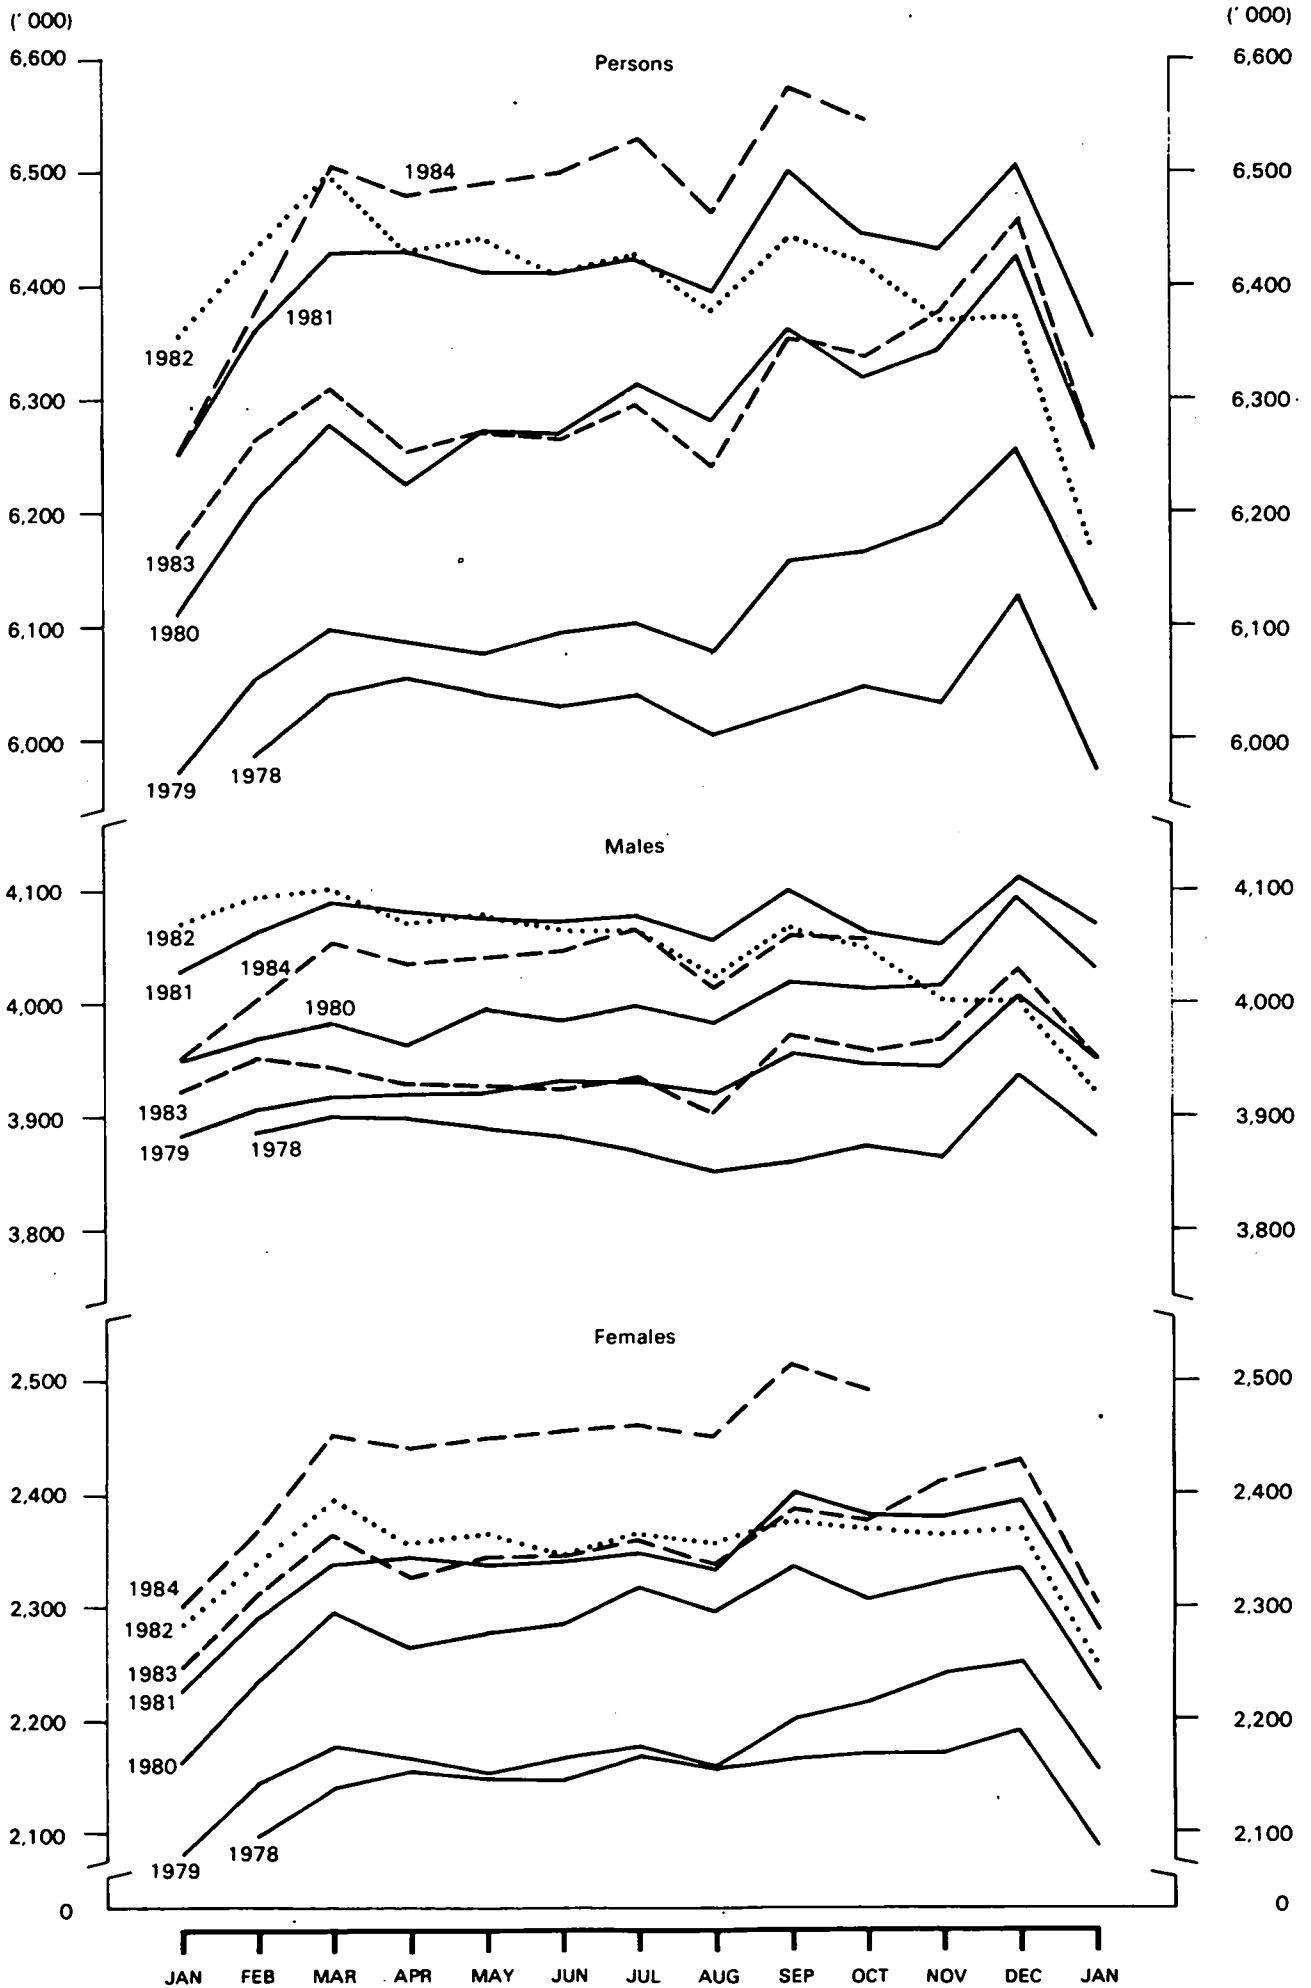 (' 000) (' 000)
6,600 Persons 6,600
6,500 1984 6,500
6,400 6,400
1981
1982
6,300 6,300
6,200 6,200
1983
6,100 1980 6,100
6,000 6,000
1979 1978
Males
4,100 4,100
1982
1984
1981
4,000 1980 4,000
3,900 1983 3,900
1979 1978
3,800 3,800
Females
2,500 2,500
2,400 2,400
1984
2,300 2,300
1982
1983
1981
2,200 2,200
1980
2,100 2,100
1979 1978
0 0
JAN FEB MAR APR MAY JUN JUL AUG SEP OCT NOV DEC JAN